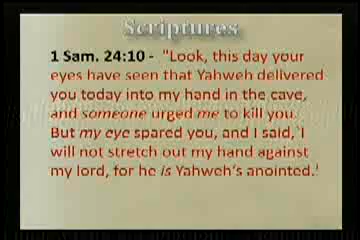 Scriptures
1 Sam. 24:10 - "Look, this day your
eyes have seen that Yahweh delivered
you today into my hand in the cave,
and someone urged me to kill you.
But my eye spared you, and I said, 'I
will not stretch out my hand against
my lord, for he is Yahweh's anointed.'